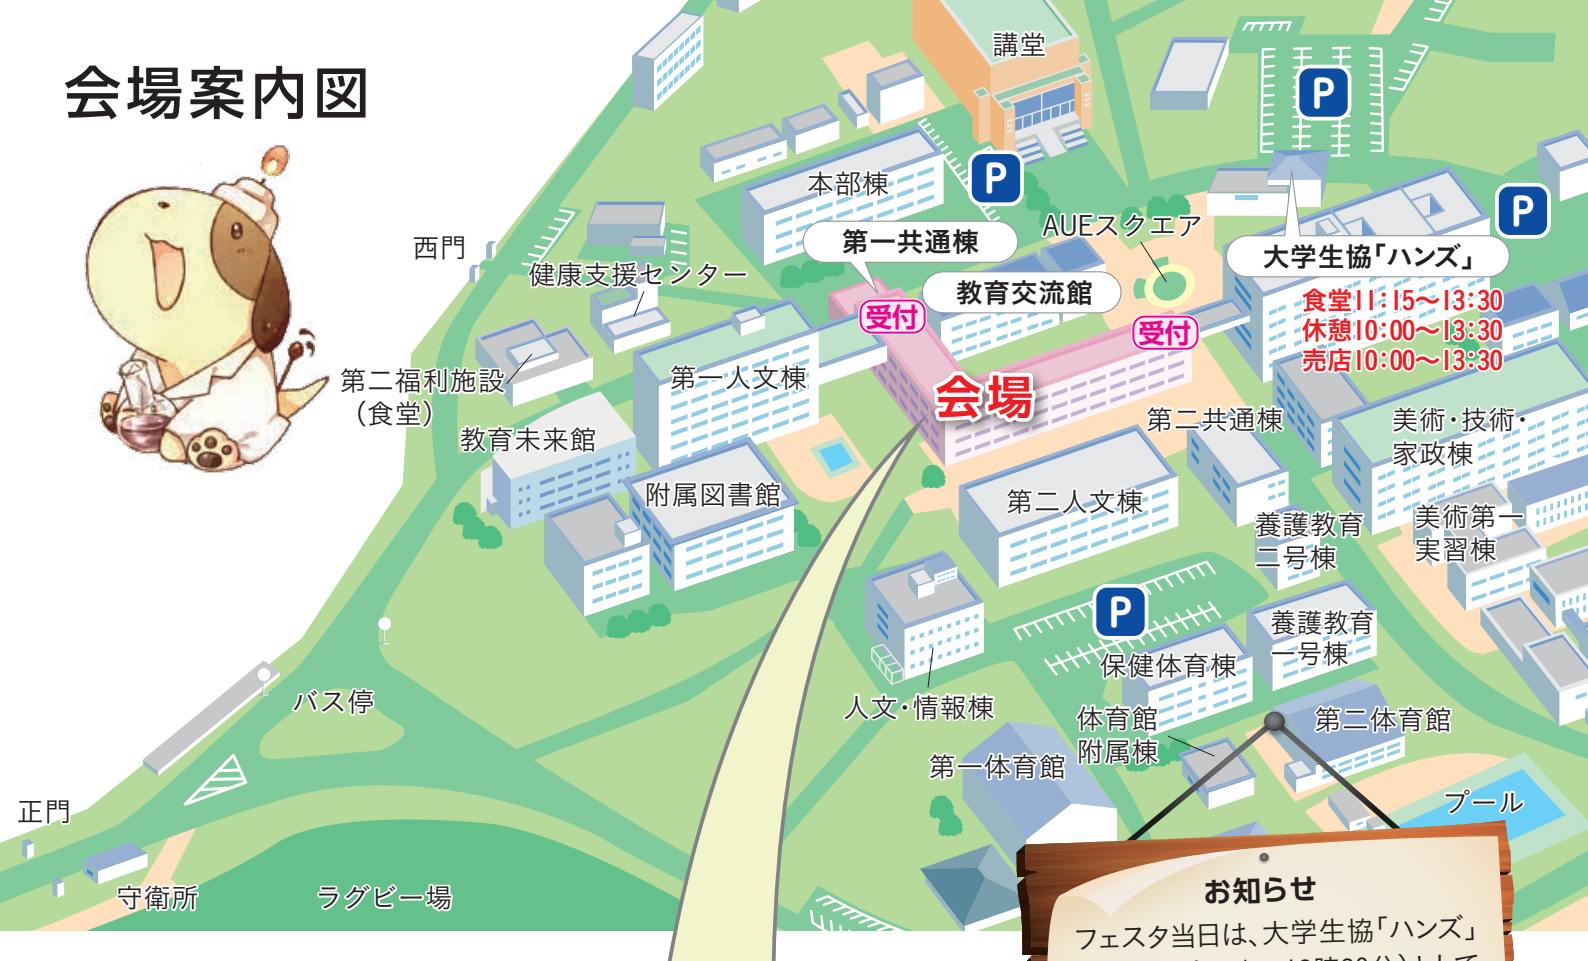 会場案内図
講堂
P
本部棟
P
P
西門
第一共通棟
AUEスクエア
大学生協「ハンズ」
健康支援センター
教育交流館
食堂11:15〜13:30
休憩10:00〜13:30
売店10:00〜13:30
受付
受付
第二福利施設
（食堂）
第一人文棟
会場
第二共通棟
美術・技術・
家政棟
教育未来館
附属図書館
第二人文棟
養護教育
二号棟
美術第一
実習棟
P
養護教育
一号棟
保健体育棟
バス停
人文・情報棟
体育館
附属棟
第二体育館
第一体育館
正門
プール
守衛所
ラグビー場
お知らせ
フェスタ当日は、大学生協「ハンズ」